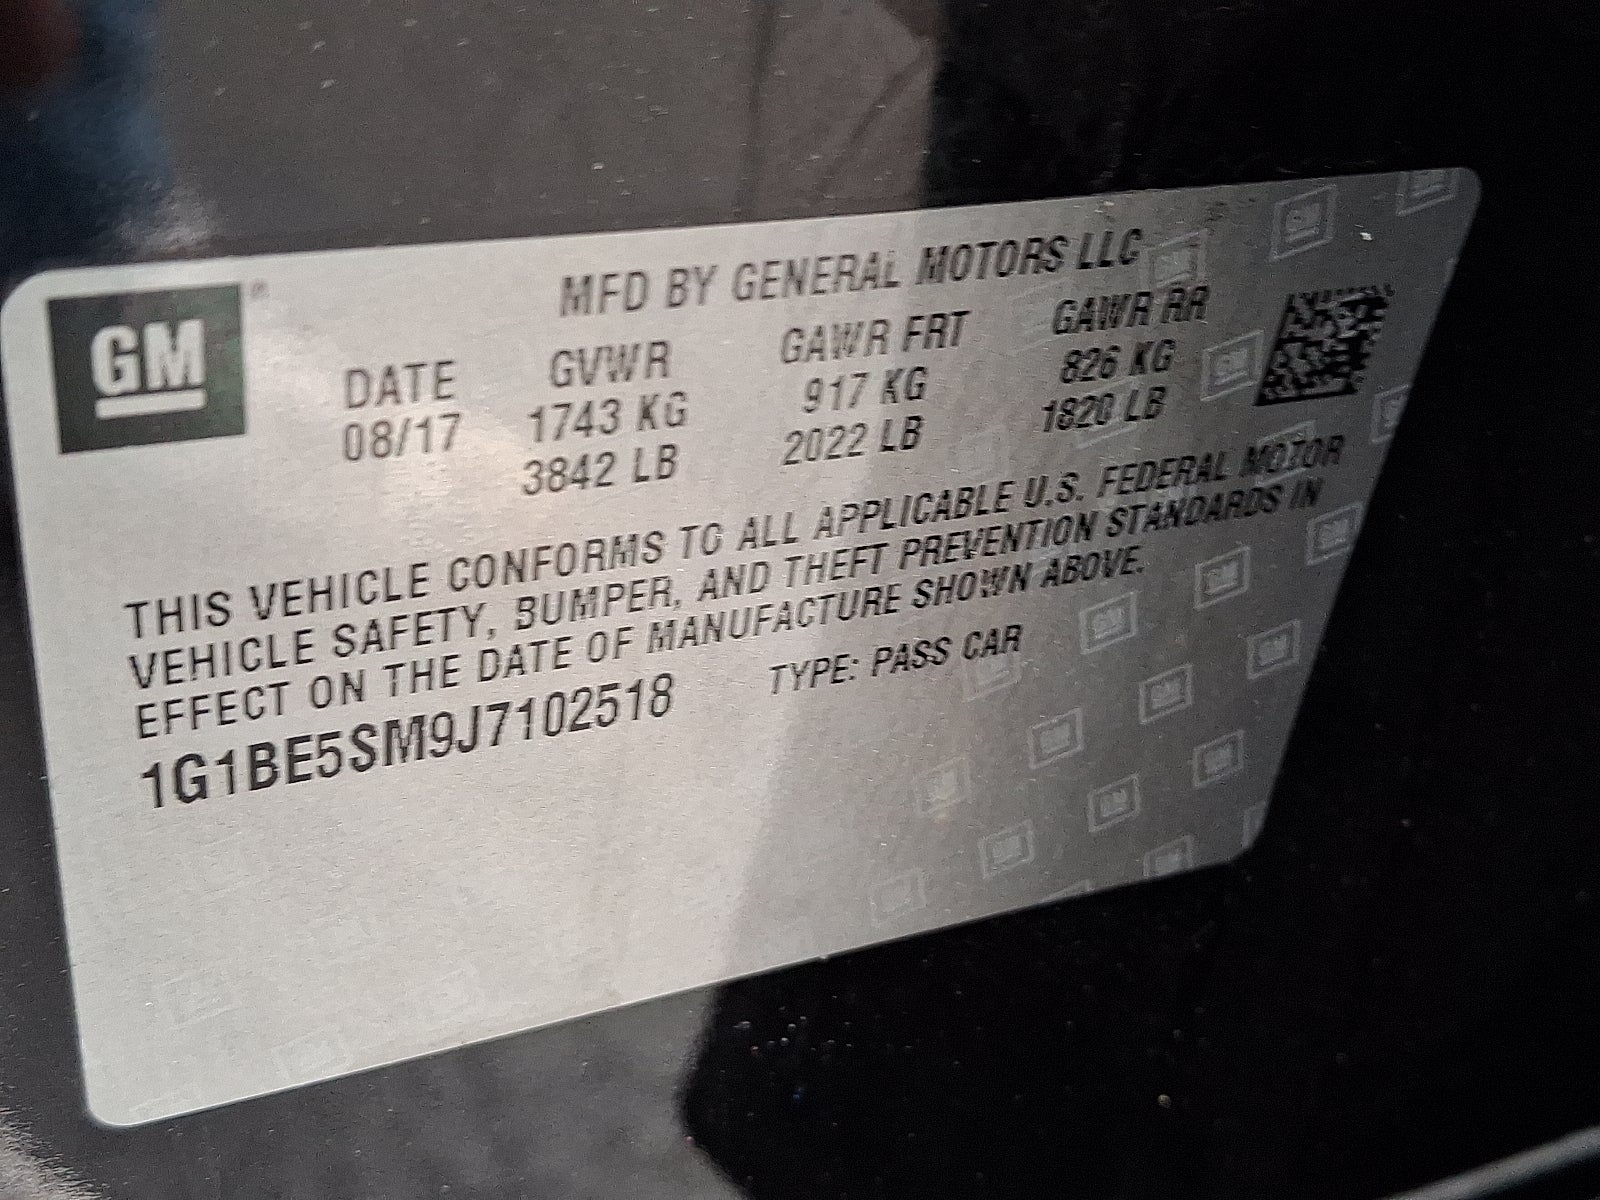 GM
MFD BY GENERAL MOTORS LLC
DATE GVWR GAWR FRT GAWR RR
08/17 1743 KG 917 KG 826 KG
3842 LB 2022 LB 1820 LB
THIS VEHICLE CONFORMS TO ALL APPLICABLE U.S. FEDERAL MOTOR
VEHICLE SAFETY, BUMPER, AND THEFT PREVENTION STANDARDS IN
EFFECT ON THE DATE OF MANUFACTURE SHOWN ABOVE.
1G1BE5SM9J7102518 TYPE: PASS CAR